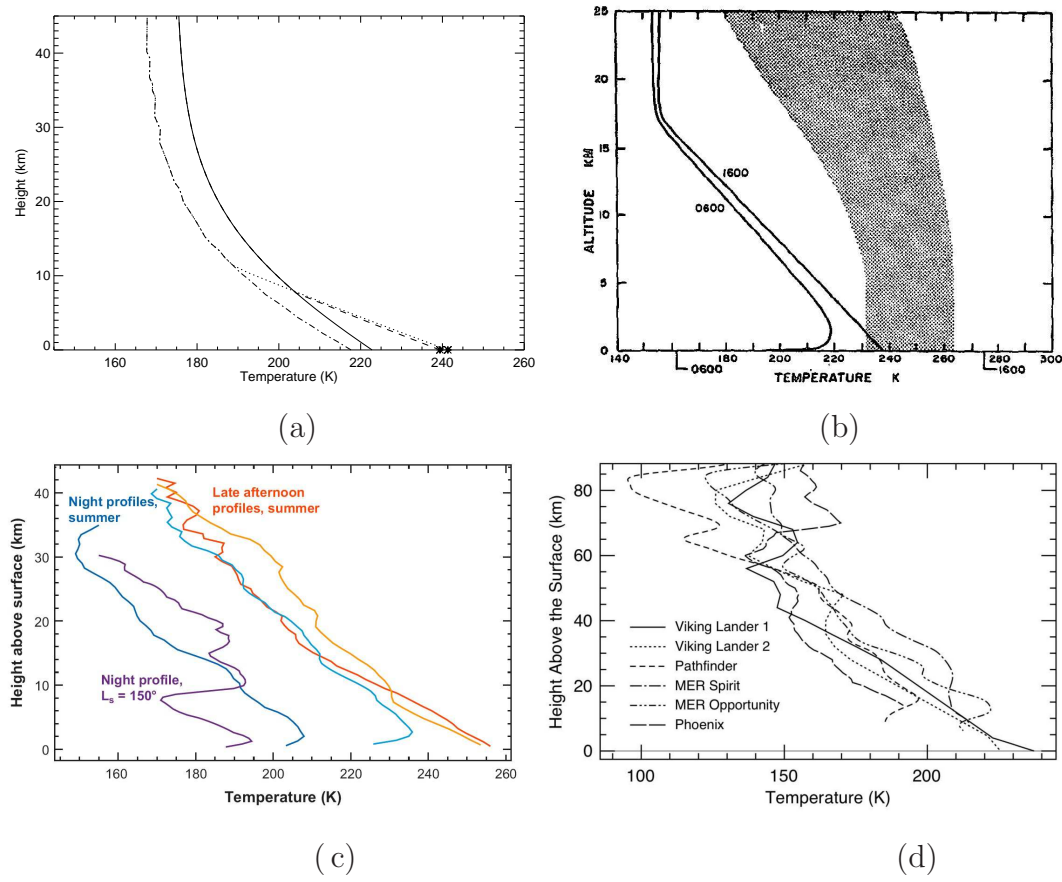 40
30
20
10
0
Height (km)
160
180
200
220
240
260
Temperature (K)
(a)
25
20
15
10
5
0
ALTITUDE KM
1600
0600
140
180
220
260
300
0600
TEMPERATURE K
1600
(b)
40
30
20
10
0
Height above surface (km)
Night profiles,
summer
Late afternoon
profiles, summer
Night profile,
Ls = 150°
160
180
200
220
240
260
Temperature (K)
(c)
80
60
40
20
0
Height Above the Surface (km)
Viking Lander 1
Viking Lander 2
Pathfinder
MER Spirit
MER Opportunity
Phoenix
100
150
200
Temperature (K)
(d)